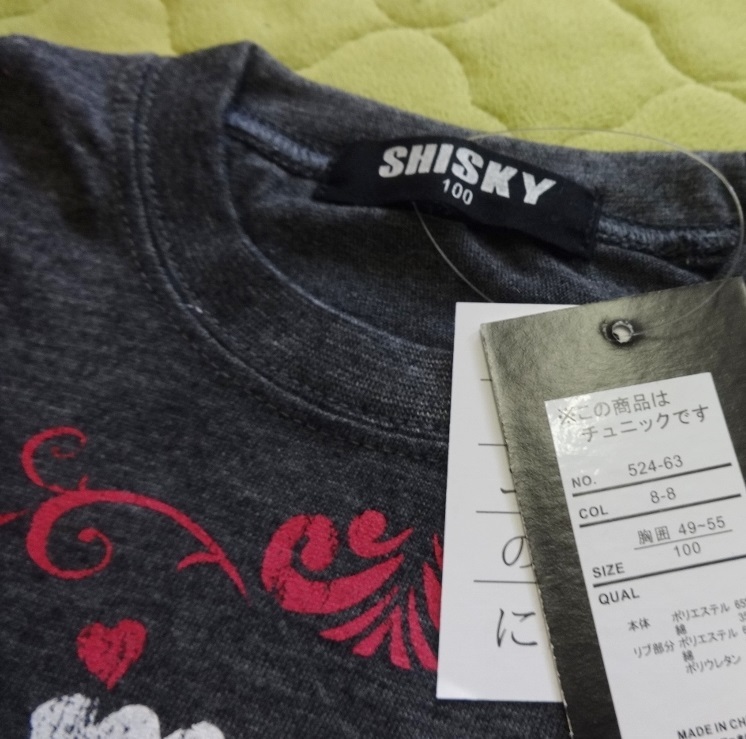 SHISKY
100
の
に
※この商品は
チュニックです
NO. 524-63
COL 8-8
胸囲 49~55
SIZE 100
QUAL
本体 ポリエステル
綿
リブ部分 ポリエステル
綿
ポリウレタン
MADE IN